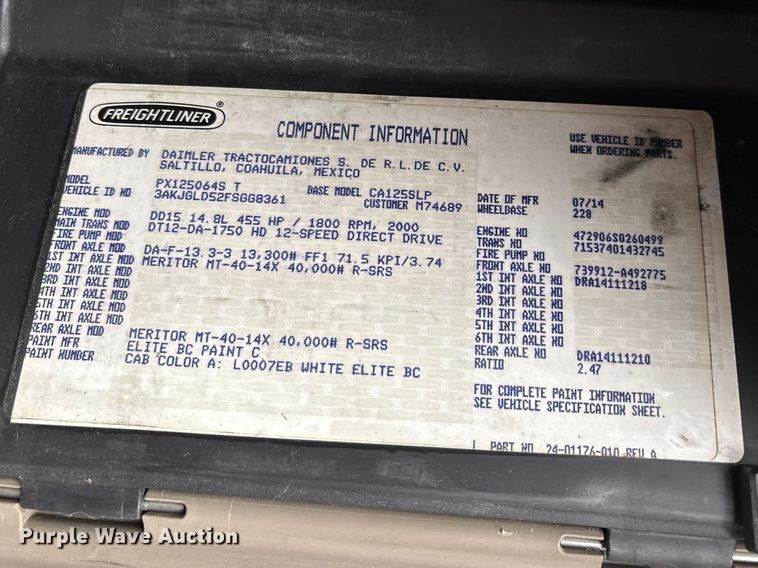 FREIGHTLINER ®
COMPONENT INFORMATION
USE VEHICLE ID NUMBER
WHEN ORDERING PARTS.
MANUFACTURED BY DAIMLER TRACTOCAMIONES S. DE R.L. DE C.V.
SALTILLO, COAHUILA, MEXICO
MODEL PX125064S T BASE MODEL CA125SLP
VEHICLE ID NO 3AKJGLD52FSGG8361 CUSTOMER M74689
DATE OF MFR 07/14
WHEELBASE 228
ENGINE MOD DD15 14.8L 455 HP / 1800 RPM, 2000
MAIN TRANS MOD DT12-DA-1750 HD 12-SPEED DIRECT DRIVE
FIRE PUMP MOD
FRONT AXLE MOD DA-F-13.3-3 13,300# FF1 71.5 KPI/3.74
1ST INT AXLE MOD MERITOR MT-40-14X 40,000# R-SRS
2ND INT AXLE MOD
3RD INT AXLE MOD
4TH INT AXLE MOD
5TH INT AXLE MOD
6TH INT AXLE MOD
REAR AXLE MOD MERITOR MT-40-14X 40,000# R-SRS
PAINT MFR ELITE BC PAINT C
PAINT NUMBER CAB COLOR A: L0007EB WHITE ELITE BC
ENGINE NO 472906S0260499
TRANS NO 71537401432745
FIRE PUMP NO
FRONT AXLE NO 739912-A492775
1ST INT AXLE NO DRA14111218
2ND INT AXLE NO
3RD INT AXLE NO
4TH INT AXLE NO
5TH INT AXLE NO
6TH INT AXLE NO
REAR AXLE NO DRA14111210
RATIO 2.47
FOR COMPLETE PAINT INFORMATION
SEE VEHICLE SPECIFICATION SHEET.
PART NO. 24-01176-010 REV A
Purple Wave Auction